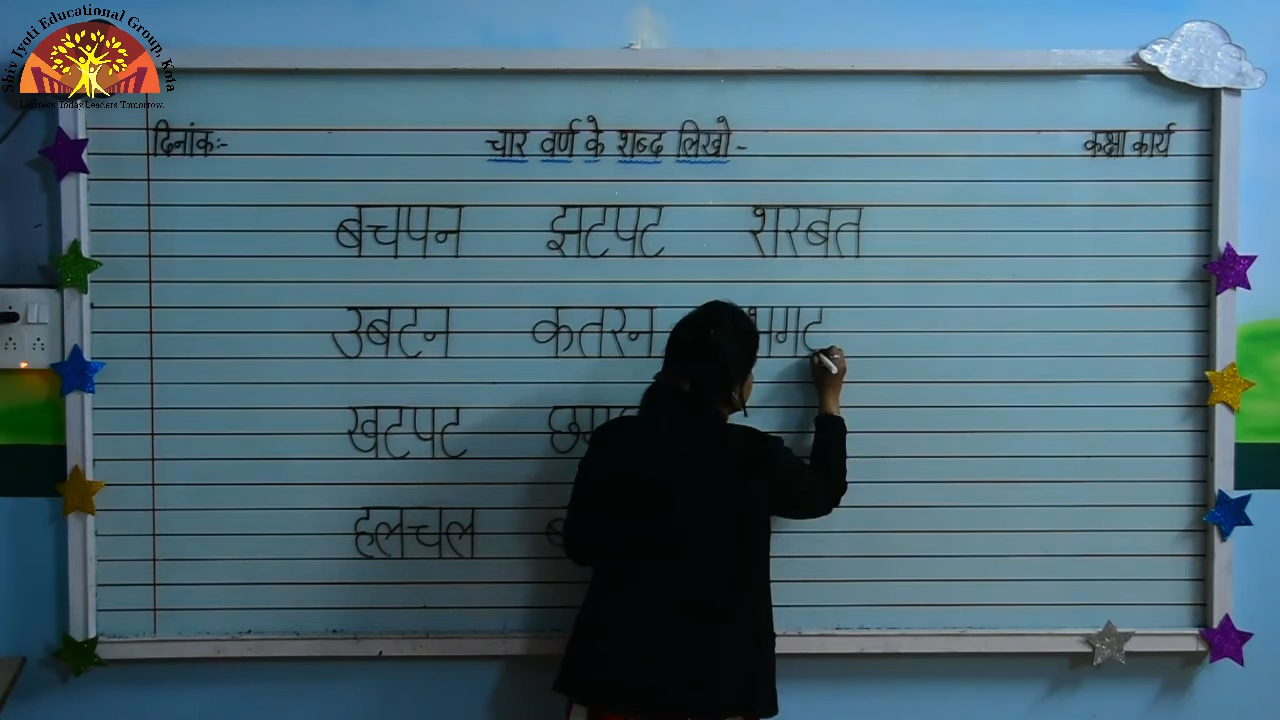 Shiv Jyoti Educational Group, Kota
Learners Today Leaders Tomorrow.
दिनांक:- चार वर्ण के शब्द लिखो - कक्षा कार्य
बचपन झटपट शरबत
उबटन कतरन
खटपट
हलचल